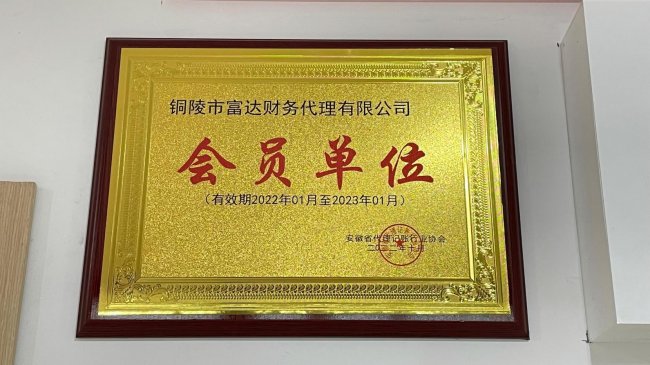 铜陵市富达财务代理有限公司
会员单位
（有效期2022年01月至2023年01月）
安徽省代理记账行业协会